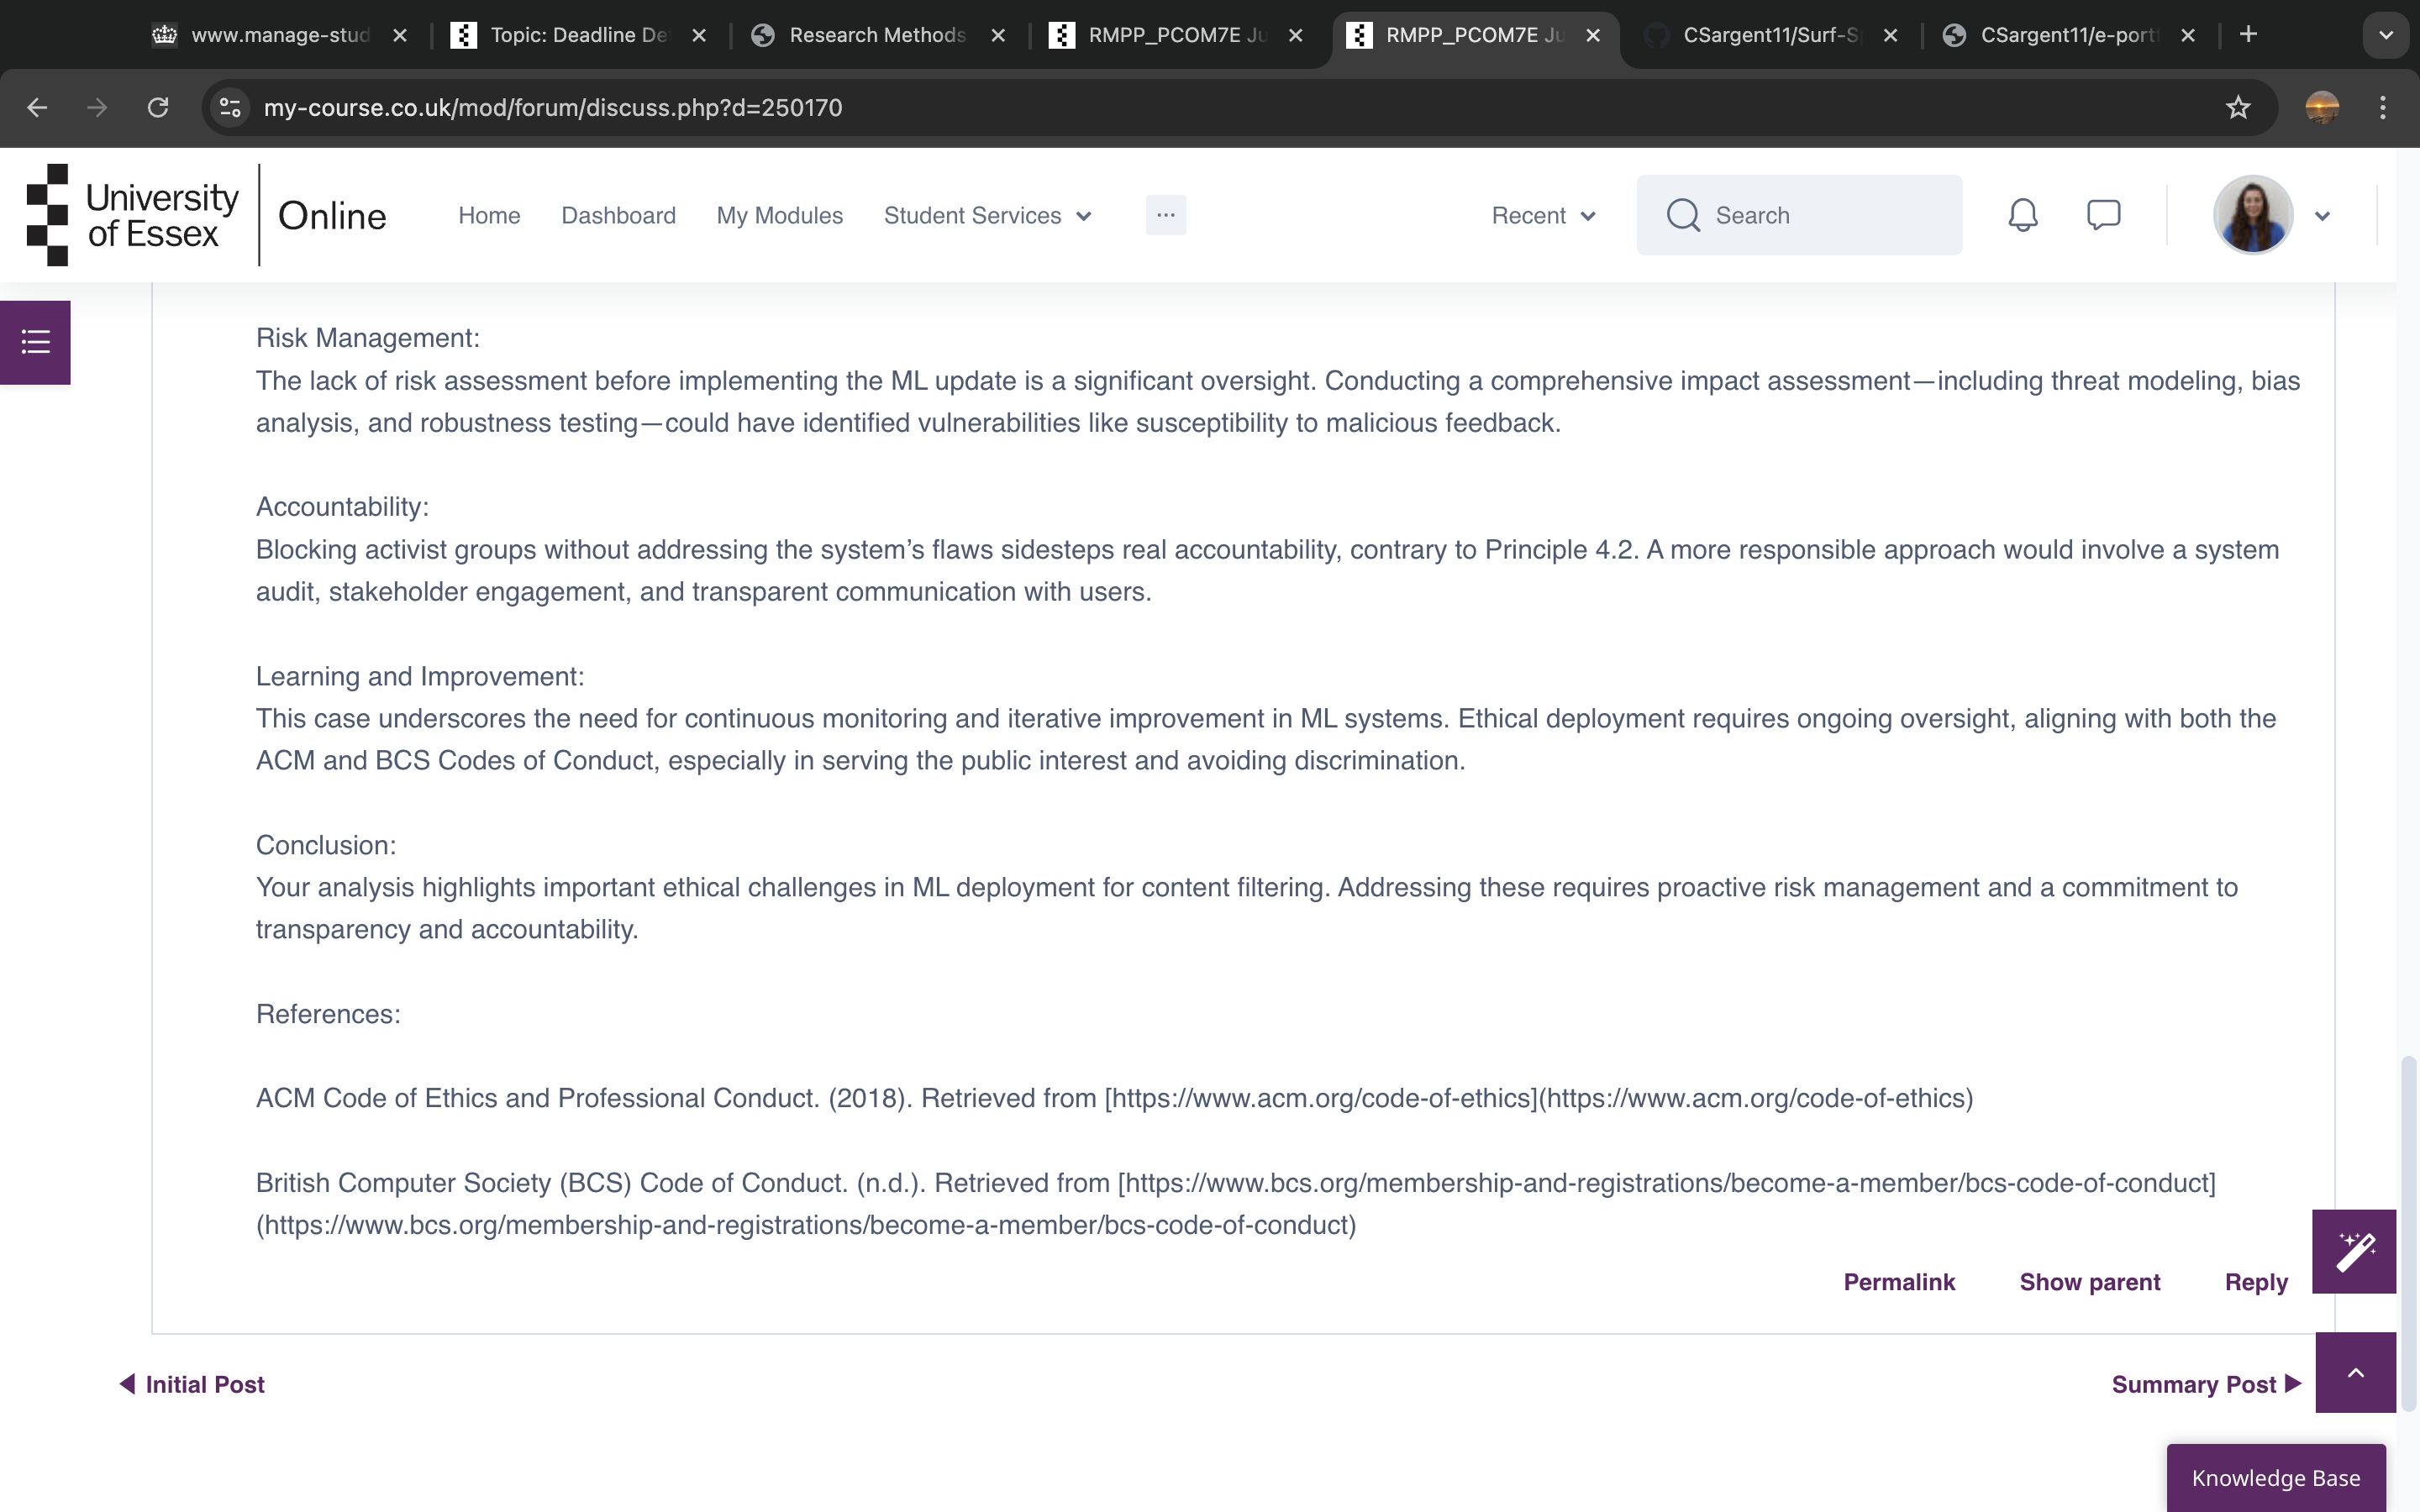 www.manage-stud
Topic: Deadline De
Research Methods
RMPP_PCOM7E Ju
RMPP_PCOM7E Ju
CSargent11/Surf-S
CSargent11/e-port
my-course.co.uk/mod/forum/discuss.php?d=250170
University
of Essex
Online
Home
Dashboard
My Modules
Student Services
Recent
Search
Risk Management:
The lack of risk assessment before implementing the ML update is a significant oversight. Conducting a comprehensive impact assessment—including threat modeling, bias
analysis, and robustness testing—could have identified vulnerabilities like susceptibility to malicious feedback.
Accountability:
Blocking activist groups without addressing the system’s flaws sidesteps real accountability, contrary to Principle 4.2. A more responsible approach would involve a system
audit, stakeholder engagement, and transparent communication with users.
Learning and Improvement:
This case underscores the need for continuous monitoring and iterative improvement in ML systems. Ethical deployment requires ongoing oversight, aligning with both the
ACM and BCS Codes of Conduct, especially in serving the public interest and avoiding discrimination.
Conclusion:
Your analysis highlights important ethical challenges in ML deployment for content filtering. Addressing these requires proactive risk management and a commitment to
transparency and accountability.
References:
ACM Code of Ethics and Professional Conduct. (2018). Retrieved from [https://www.acm.org/code-of-ethics](https://www.acm.org/code-of-ethics)
British Computer Society (BCS) Code of Conduct. (n.d.). Retrieved from [https://www.bcs.org/membership-and-registrations/become-a-member/bcs-code-of-conduct]
(https://www.bcs.org/membership-and-registrations/become-a-member/bcs-code-of-conduct)
Permalink
Show parent
Reply
Initial Post
Summary Post
Knowledge Base